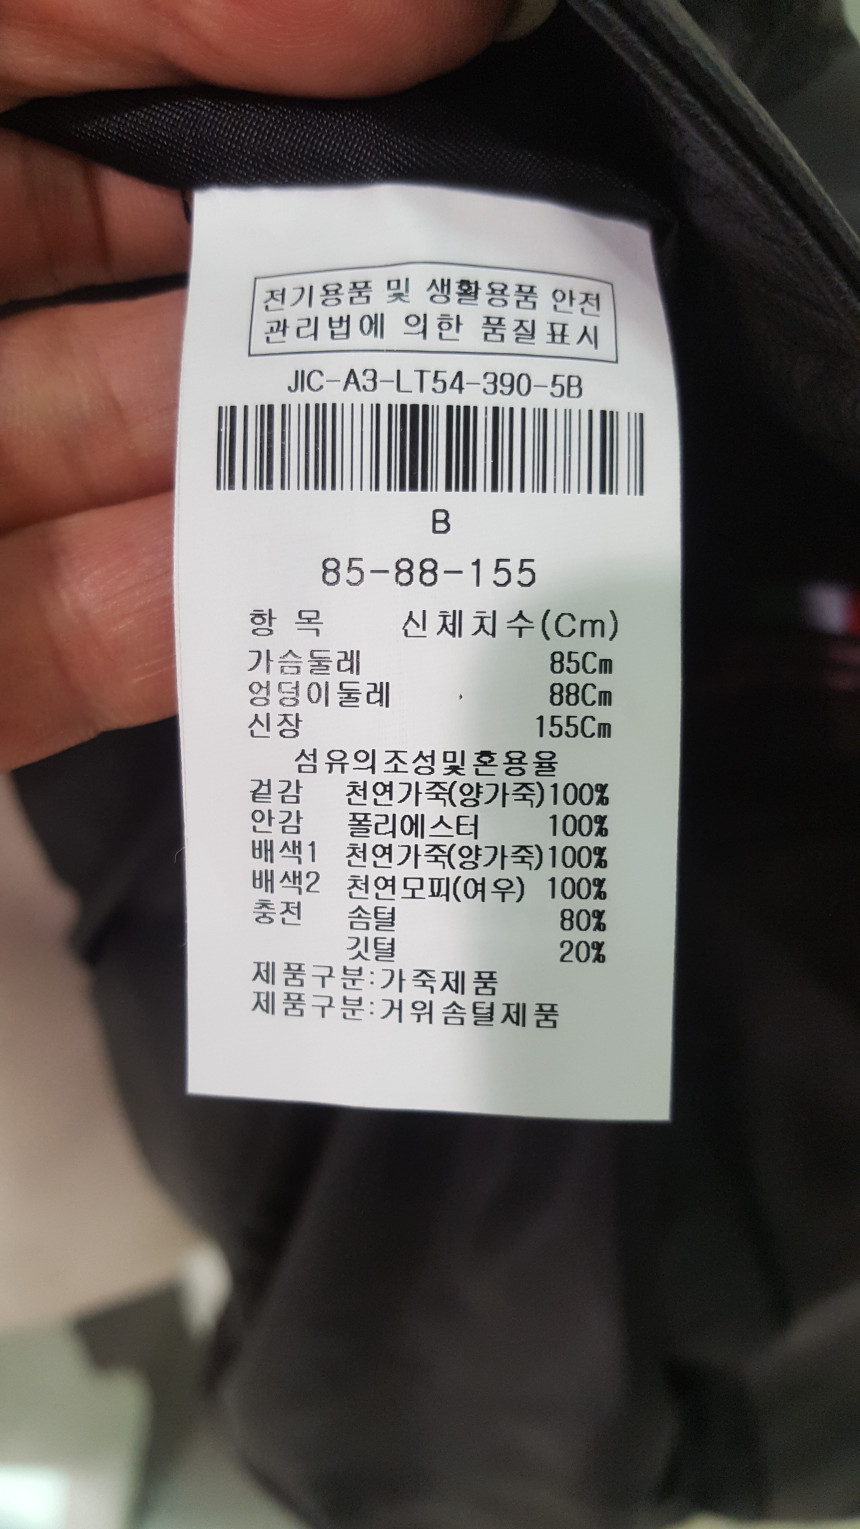 전기용품 및 생활용품 안전
관리법에 의한 품질표시
JIC-A3-LT54-390-5B
B
85-88-155
항 목 신체치수(Cm)
가슴둘레 85Cm
엉덩이둘레 88Cm
신장 155Cm
섬유의조성및혼용율
겉감 천연가죽(양가죽)100%
안감 폴리에스터 100%
배색1 천연가죽(양가죽)100%
배색2 천연모피(여우) 100%
충전 솜털 80%
깃털 20%
제품구분:가죽제품
제품구분:거위솜털제품